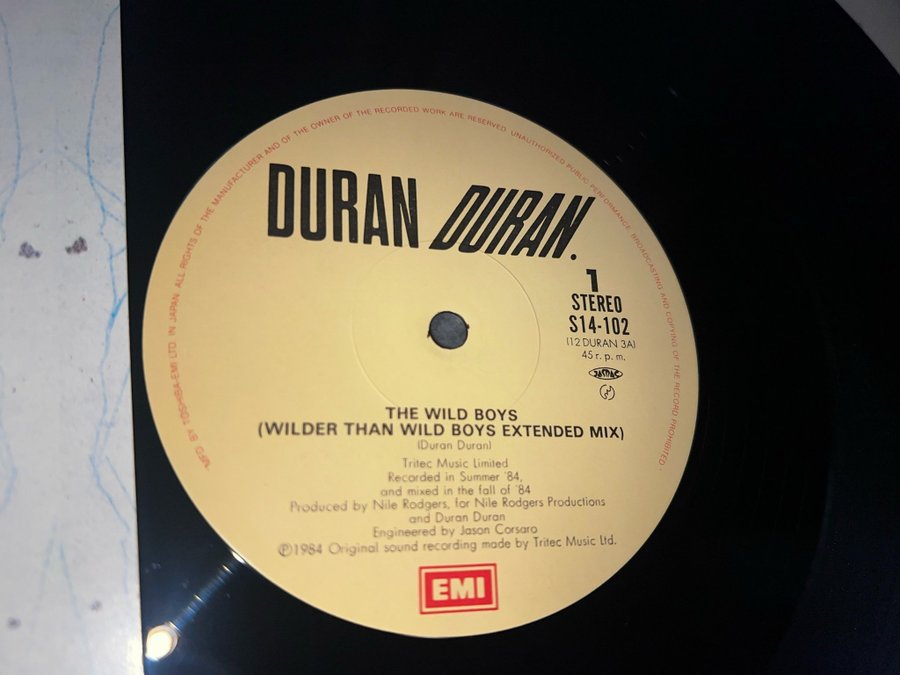 MFD BY TOSHIBA-EMI LTD. IN JAPAN ALL RIGHTS OF THE MANUFACTURER AND OF THE OWNER OF THE RECORDED WORK ARE RESERVED. UNAUTHORIZED PUBLIC PERFORMANCE, BROADCASTING AND COPYING OF THE RECORD PROHIBITED.
DURAN DURAN.
1
STEREO
S14-102
(12 DURAN 3A)
45 r. p. m.
JASRAC
THE WILD BOYS
(WILDER THAN WILD BOYS EXTENDED MIX)
(Duran Duran)
Tritec Music Limited
Recorded in Summer '84,
and mixed in the fall of '84
Produced by Nile Rodgers, for Nile Rodgers Productions
and Duran Duran
Engineered by Jason Corsaro
Ⓟ1984 Original sound recording made by Tritec Music Ltd.
EMI